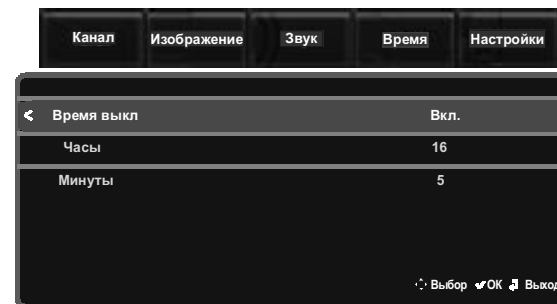 Канал Изображение Звук Время Настройки
Время выкл Вкл.
Часы 16
Минуты 5
Выбор OK Выход